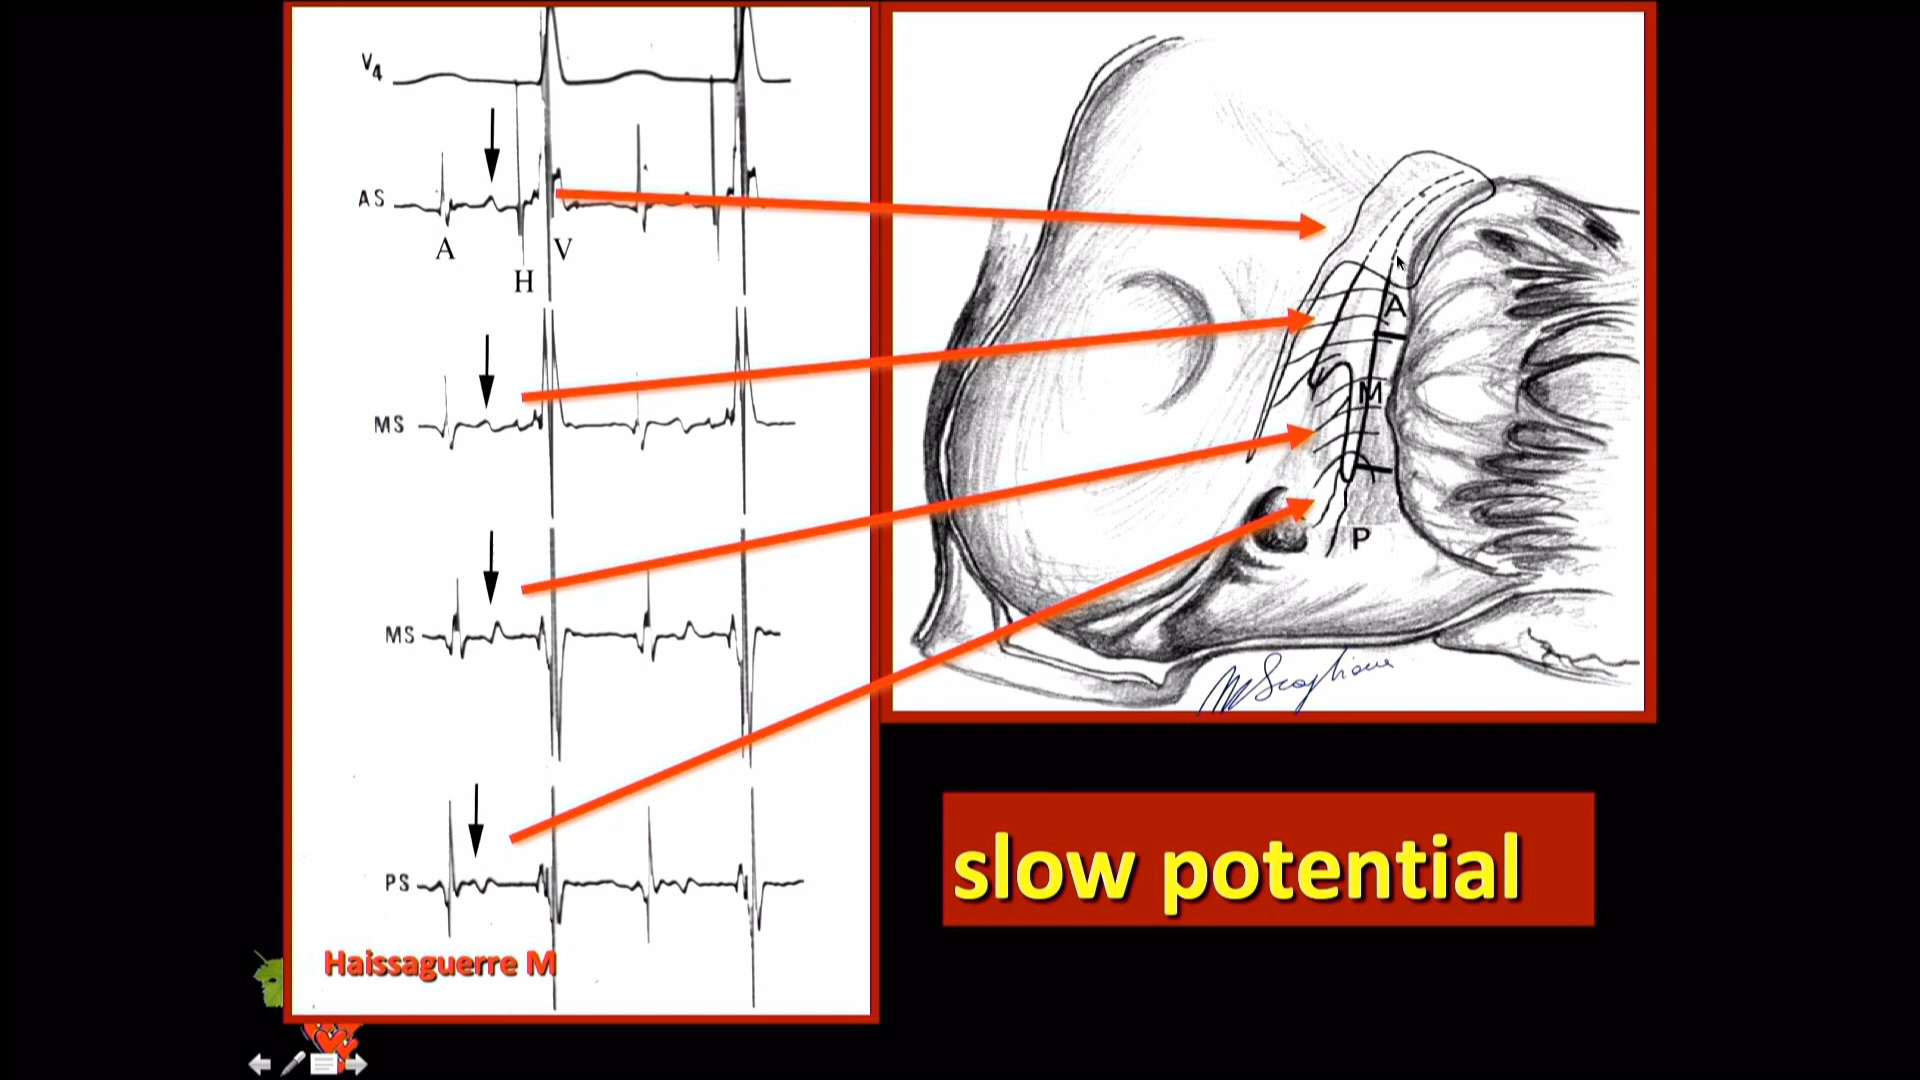 V4
AS
A
H
V
MS
MS
PS
Haissaguerre M
A
M
P
slow potential